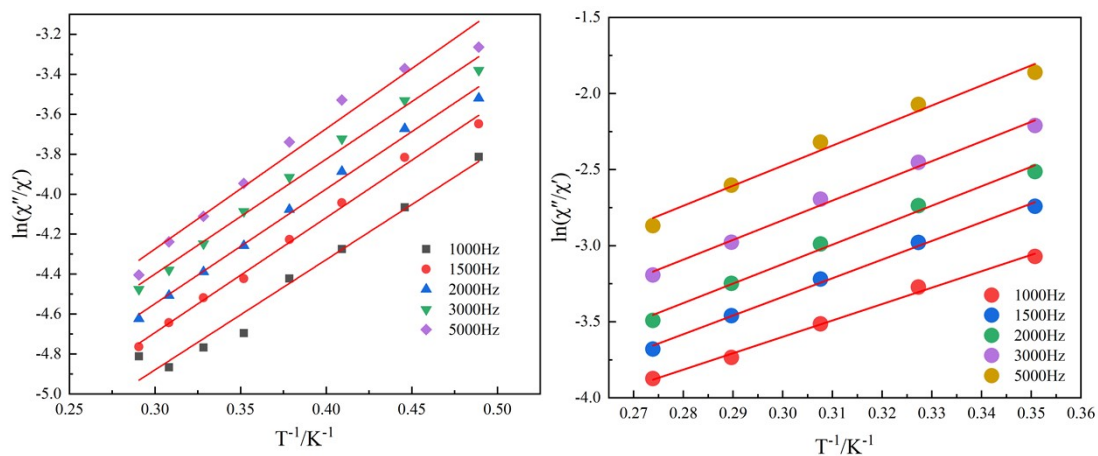 ln(χ″/χ′)
-3.2
-3.4
-3.6
-3.8
-4.0
-4.2
-4.4
-4.6
-4.8
-5.0
1000Hz
1500Hz
2000Hz
3000Hz
5000Hz
0.25 0.30 0.35 0.40 0.45 0.50
T⁻¹/K⁻¹
ln(χ″/χ′)
-1.5
-2.0
-2.5
-3.0
-3.5
-4.0
1000Hz
1500Hz
2000Hz
3000Hz
5000Hz
0.27 0.28 0.29 0.30 0.31 0.32 0.33 0.34 0.35 0.36
T⁻¹/K⁻¹